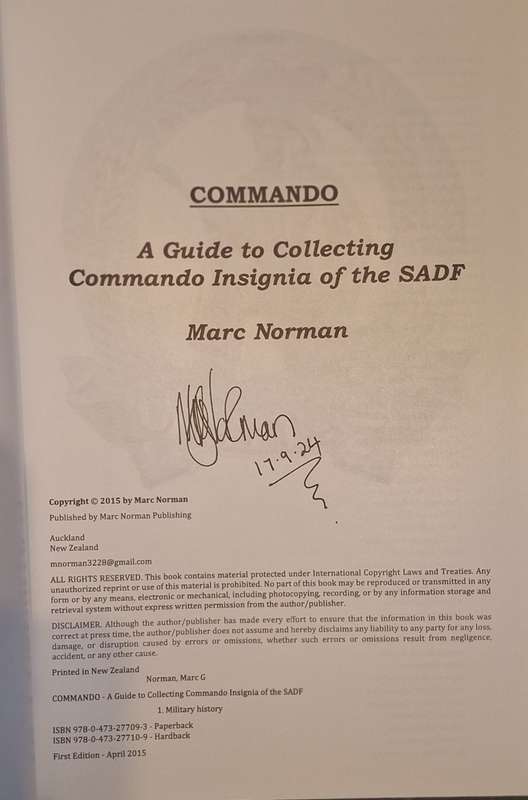 COMMANDO
A Guide to Collecting
Commando Insignia of the SADF
Marc Norman
Norman
17.9.24
Copyright © 2015 by Marc Norman
Published by Marc Norman Publishing
Auckland
New Zealand
mnorman3228@gmail.com
ALL RIGHTS RESERVED. This book contains material protected under International Copyright Laws and Treaties. Any
unauthorized reprint or use of this material is prohibited. No part of this book may be reproduced or transmitted in any
form or by any means, electronic or mechanical, including photocopying, recording, or by any information storage and
retrieval system without express written permission from the author/publisher.
DISCLAIMER. Although the author/publisher has made every effort to ensure that the information in this book was
correct at press time, the author/publisher does not assume and hereby disclaims any liability to any party for any loss,
damage, or disruption caused by errors or omissions, whether such errors or omissions result from negligence,
accident, or any other cause.
Printed in New Zealand
Norman, Marc G
COMMANDO - A Guide to Collecting Commando Insignia of the SADF
1. Military history
ISBN 978-0-473-27709-3 - Paperback
ISBN 978-0-473-27710-9 - Hardback
First Edition - April 2015